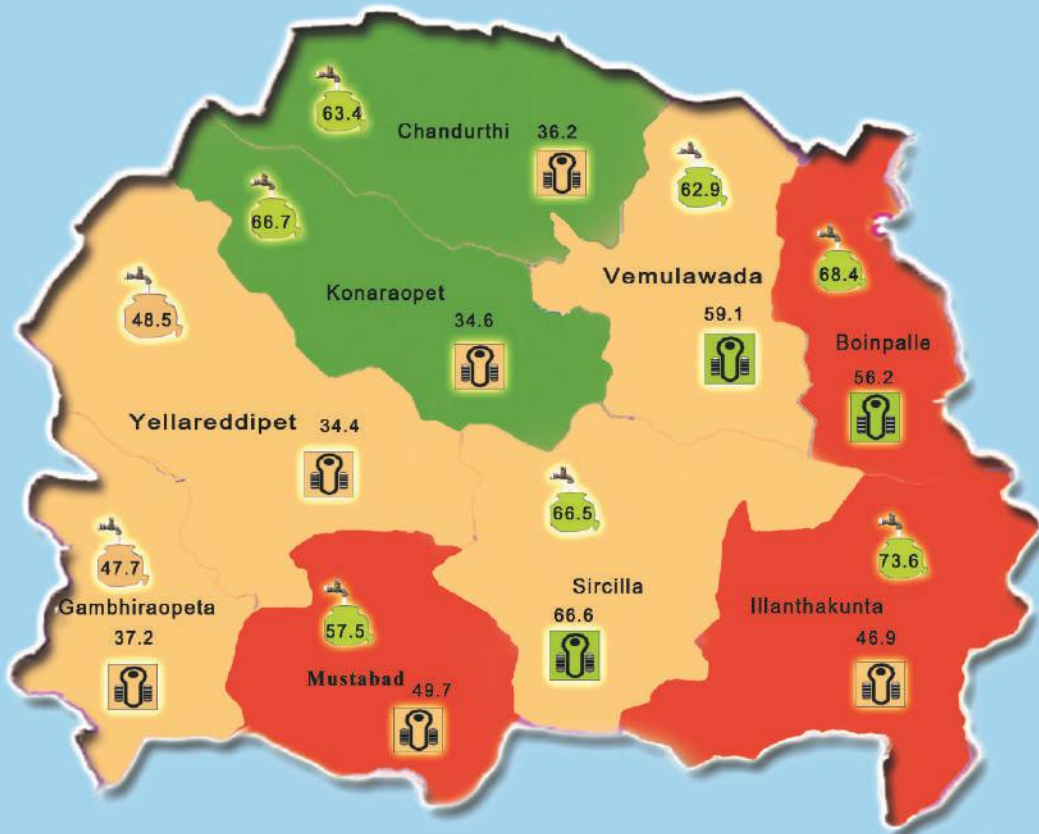 63.4
Chandurthi 36.2
66.7
Konaraopet
34.6
62.9
Vemulawada
59.1
68.4
Boinpalle
56.2
48.5
Yellareddipet 34.4
47.7
Gambhiraopeta
37.2
57.5
Mustabad 49.7
66.5
Sircilla
66.6
73.6
Illanthakunta
46.9